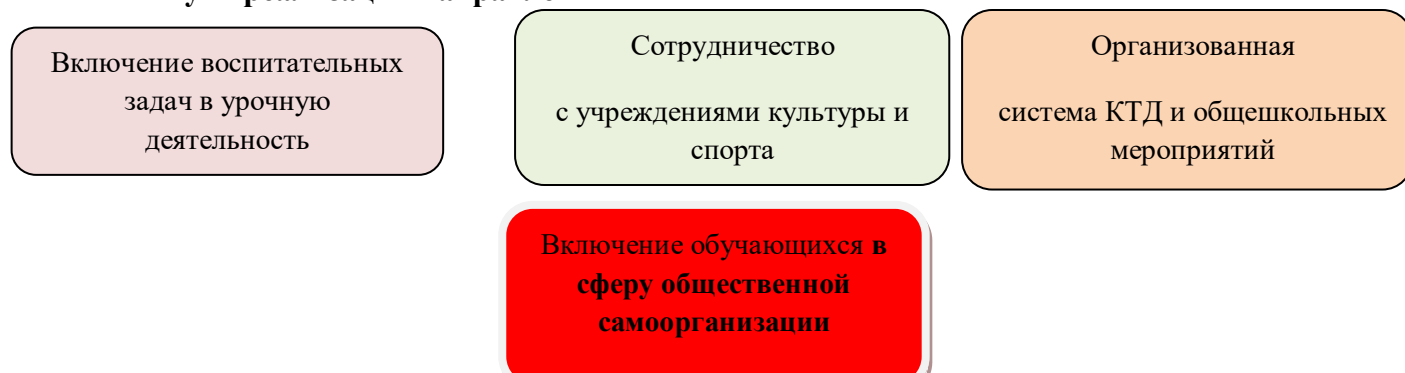 Включение воспитательных
задач в урочную
деятельность
Сотрудничество
с учреждениями культуры и
спорта
Организованная
система КТД и общешкольных
мероприятий
Включение обучающихся в
сферу общественной
самоорганизации